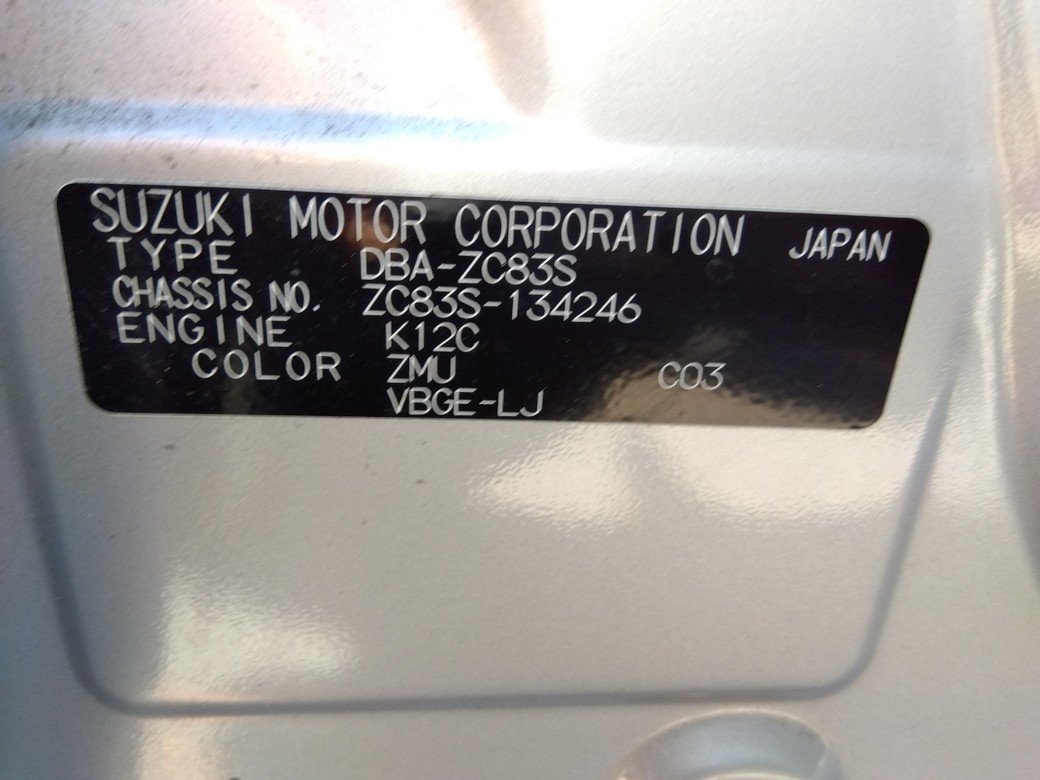 SUZUKI MOTOR CORPORATION JAPAN
TYPE DBA-ZC83S
CHASSIS NO. ZC83S-134246
ENGINE K12C
COLOR ZMU C03
VBGE-LJ